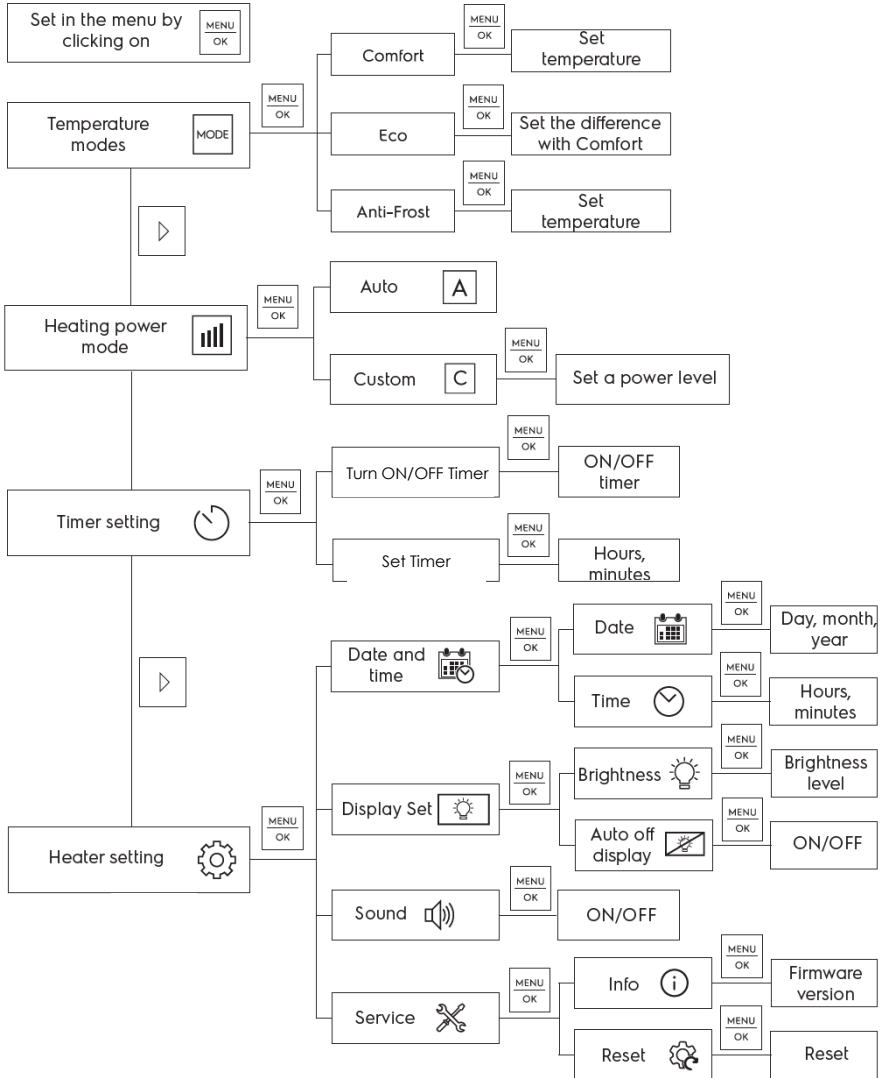 Set in the menu by
clicking on
MENU
OK
MENU
OK
Comfort
Set
temperature
Temperature
modes
MODE
MENU
OK
MENU
OK
Eco
Set the difference
with Comfort
MENU
OK
Anti-Frost
Set
temperature
Heating power
mode
MENU
OK
Auto
A
Custom
C
MENU
OK
Set a power level
Timer setting
MENU
OK
Turn ON/OFF Timer
MENU
OK
ON/OFF
timer
Set Timer
MENU
OK
Hours,
minutes
Heater setting
MENU
OK
Date and
time
MENU
OK
Date
MENU
OK
Day, month,
year
Time
MENU
OK
Hours,
minutes
Display Set
MENU
OK
Brightness
MENU
OK
Brightness
level
Auto off
display
MENU
OK
ON/OFF
Sound
MENU
OK
ON/OFF
Service
MENU
OK
Info
i
MENU
OK
Firmware
version
Reset
MENU
OK
Reset